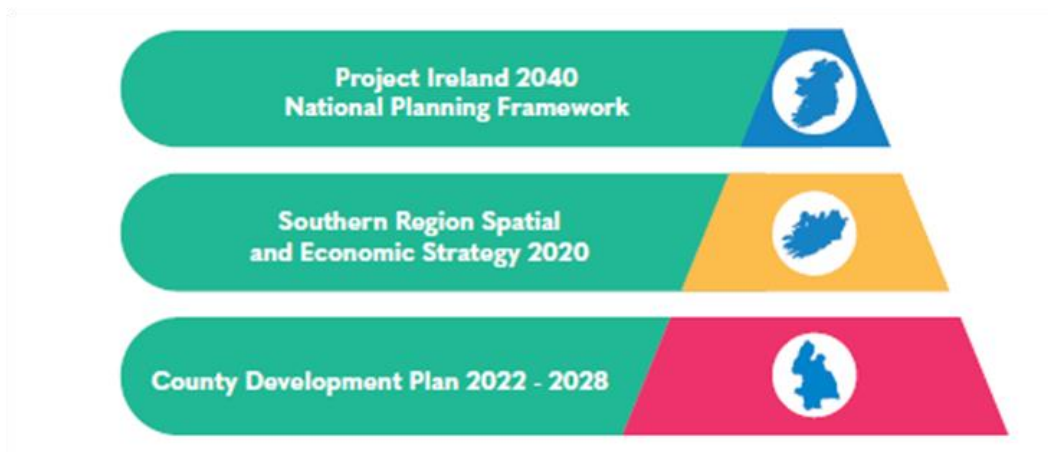 Project Ireland 2040
National Planning Framework
Southern Region Spatial
and Economic Strategy 2020
County Development Plan 2022 - 2028